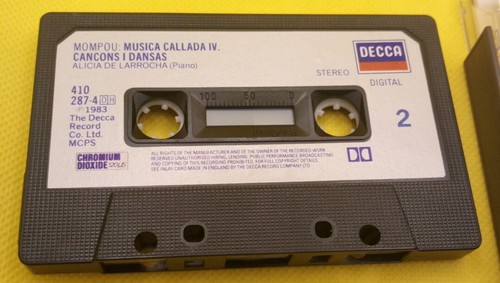 MOMPOU: MUSICA CALLADA IV.
CANCONS I DANSAS
ALICIA DE LARROCHA (Piano)
DECCA
STEREO
DIGITAL
410
287-4 DH
℗ 1983
The Decca
Record
Co. Ltd.
MCPS
100 50 0
2
CHROMIUM
DIOXIDE
ALL RIGHTS OF THE MANUFACTURER AND OF THE OWNER OF THE RECORDED WORK
RESERVED UNAUTHORISED HIRING, LENDING, PUBLIC PERFORMANCE BROADCASTING
AND COPYING OF THIS RECORDING PROHIBITED. FOR FULL COPYRIGHT DETAILS
SEE INLAY CARD. MADE IN ENGLAND BY THE DECCA RECORD COMPANY LTD.